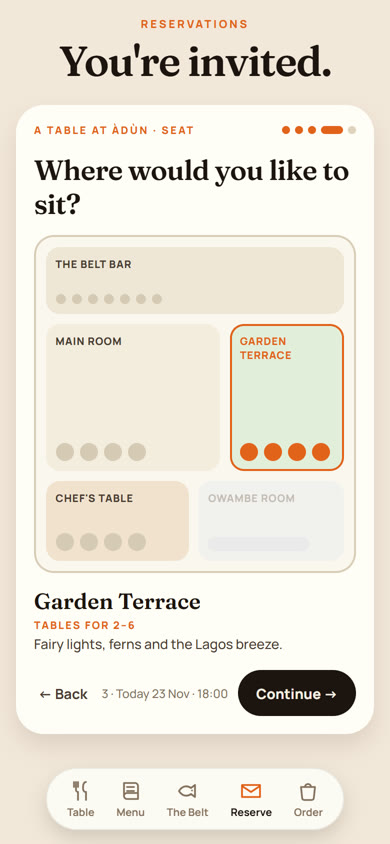 RESERVATIONS
You're invited.
A TABLE AT ÀDÙN · SEAT
Where would you like to
sit?
THE BELT BAR
MAIN ROOM
GARDEN
TERRACE
CHEF'S TABLE
OWAMBE ROOM
Garden Terrace
TABLES FOR 2–6
Fairy lights, ferns and the Lagos breeze.
← Back
3 · Today 23 Nov · 18:00
Continue →
Table
Menu
The Belt
Reserve
Order